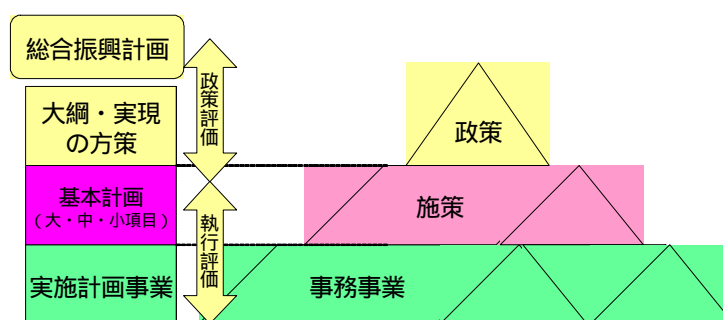 総合振興計画
大綱・実現
の方策
基本計画
(大・中・小項目)
実施計画事業
政策評価
執行評価
政策
施策
事務事業